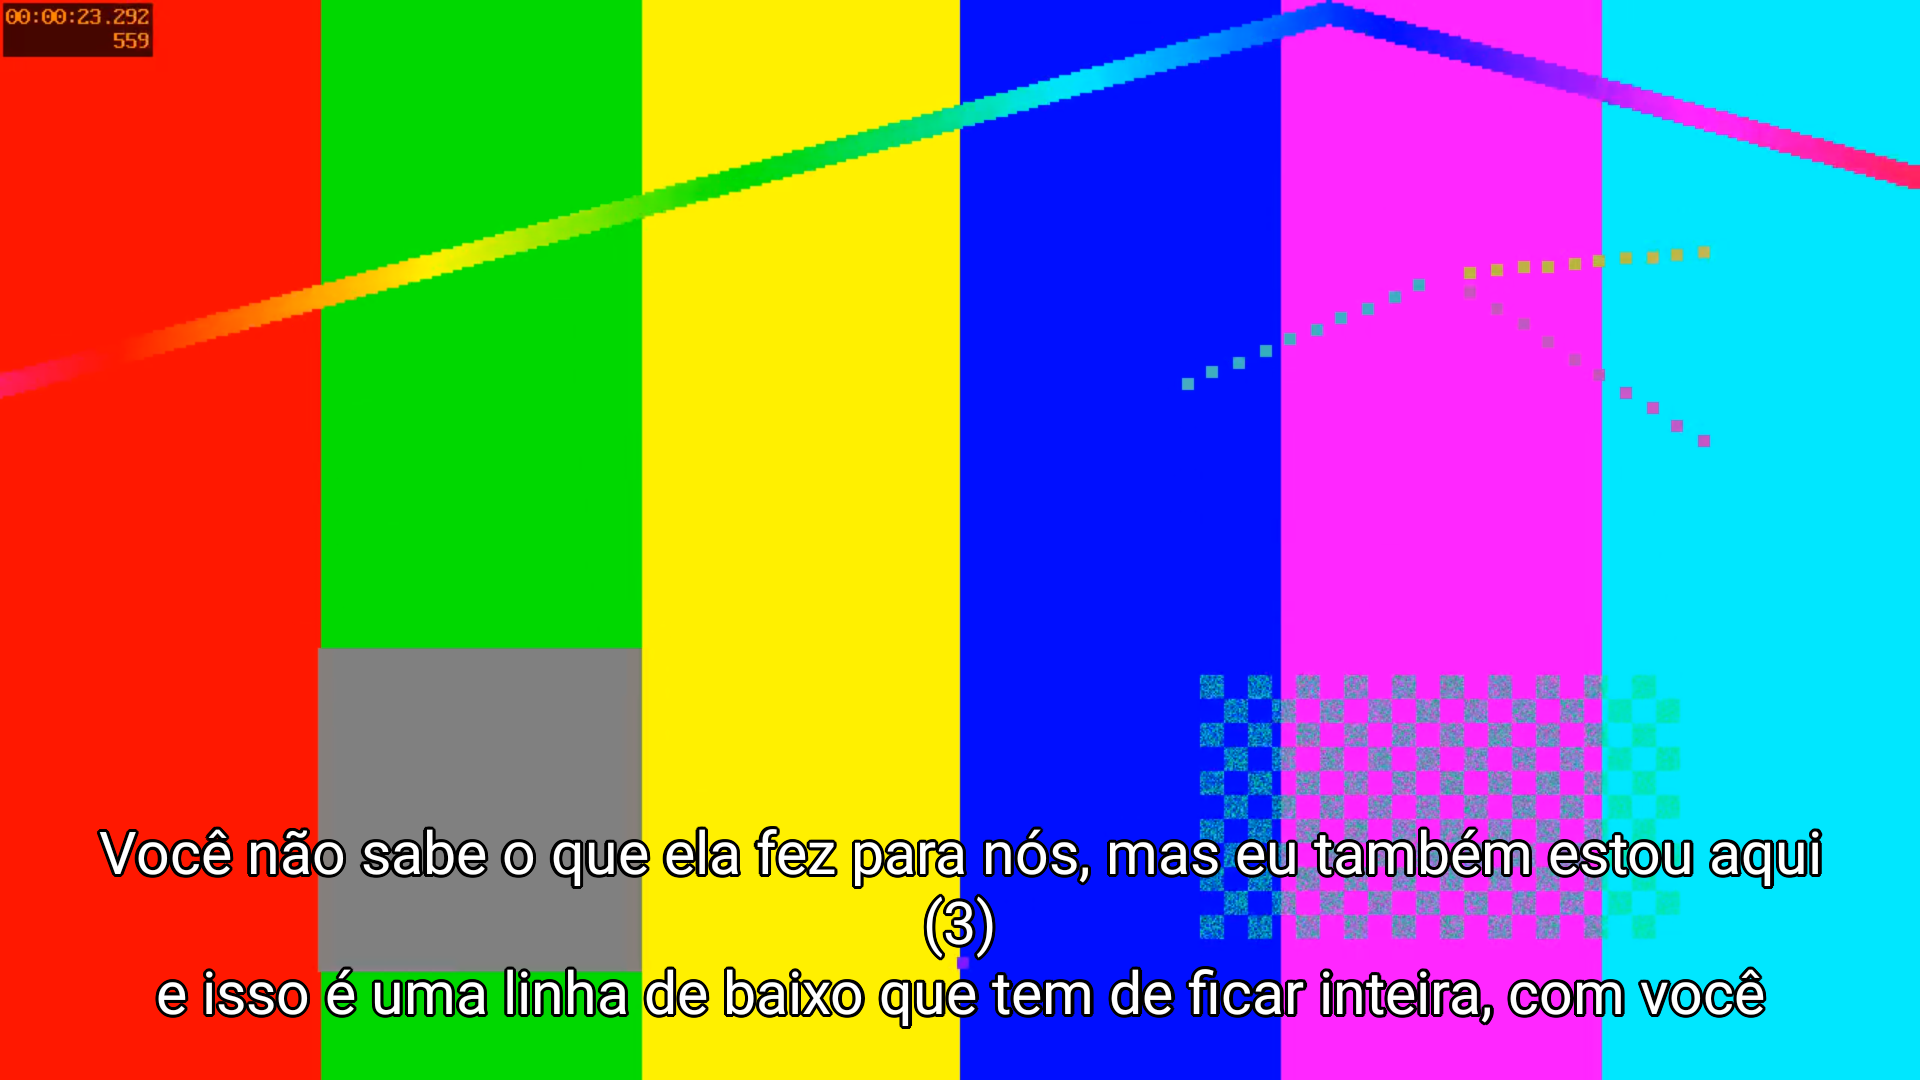 00:00:23.292
559
Você não sabe o que ela fez para nós, mas eu também estou aqui
(3)
e isso é uma linha de baixo que tem de ficar inteira, com você